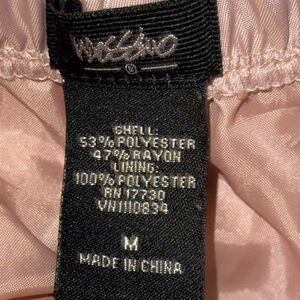 Mossimo
SHELL:
53% POLYESTER
47% RAYON
LINING:
100% POLYESTER
RN 17730
VN1110834
M
MADE IN CHINA